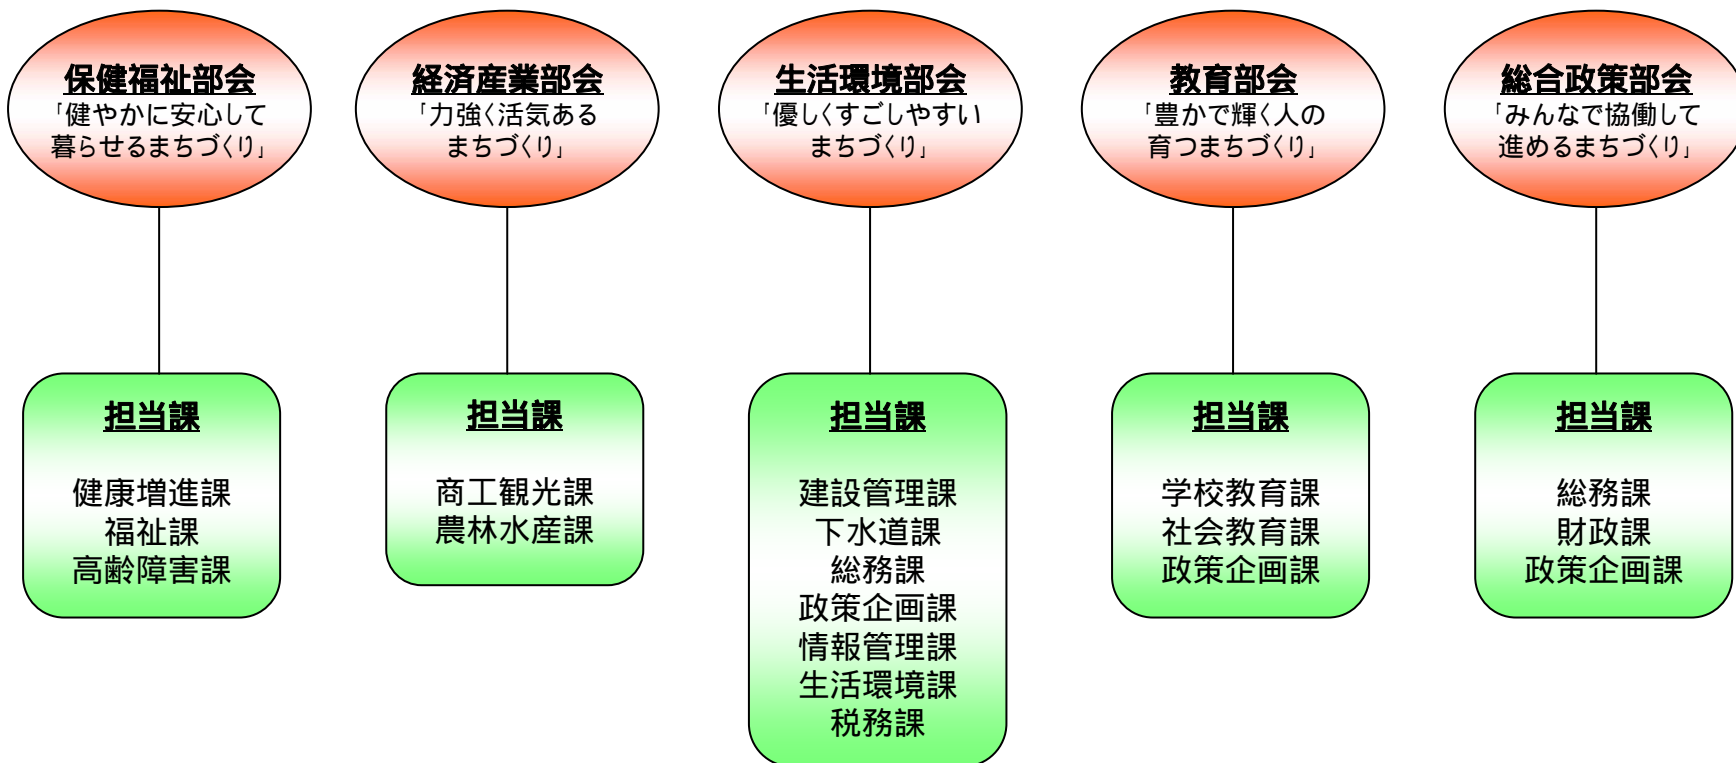 保健福祉部会
「健やかに安心して
暮らせるまちづくり」
経済産業部会
「力強く活気ある
まちづくり」
生活環境部会
「優しくすごしやすい
まちづくり」
教育部会
「豊かで輝く人の
育つまちづくり」
総合政策部会
「みんなで協働して
進めるまちづくり」
担当課
健康増進課
福祉課
高齢障害課
担当課
商工観光課
農林水産課
担当課
建設管理課
下水道課
総務課
政策企画課
情報管理課
生活環境課
税務課
担当課
学校教育課
社会教育課
政策企画課
担当課
総務課
財政課
政策企画課